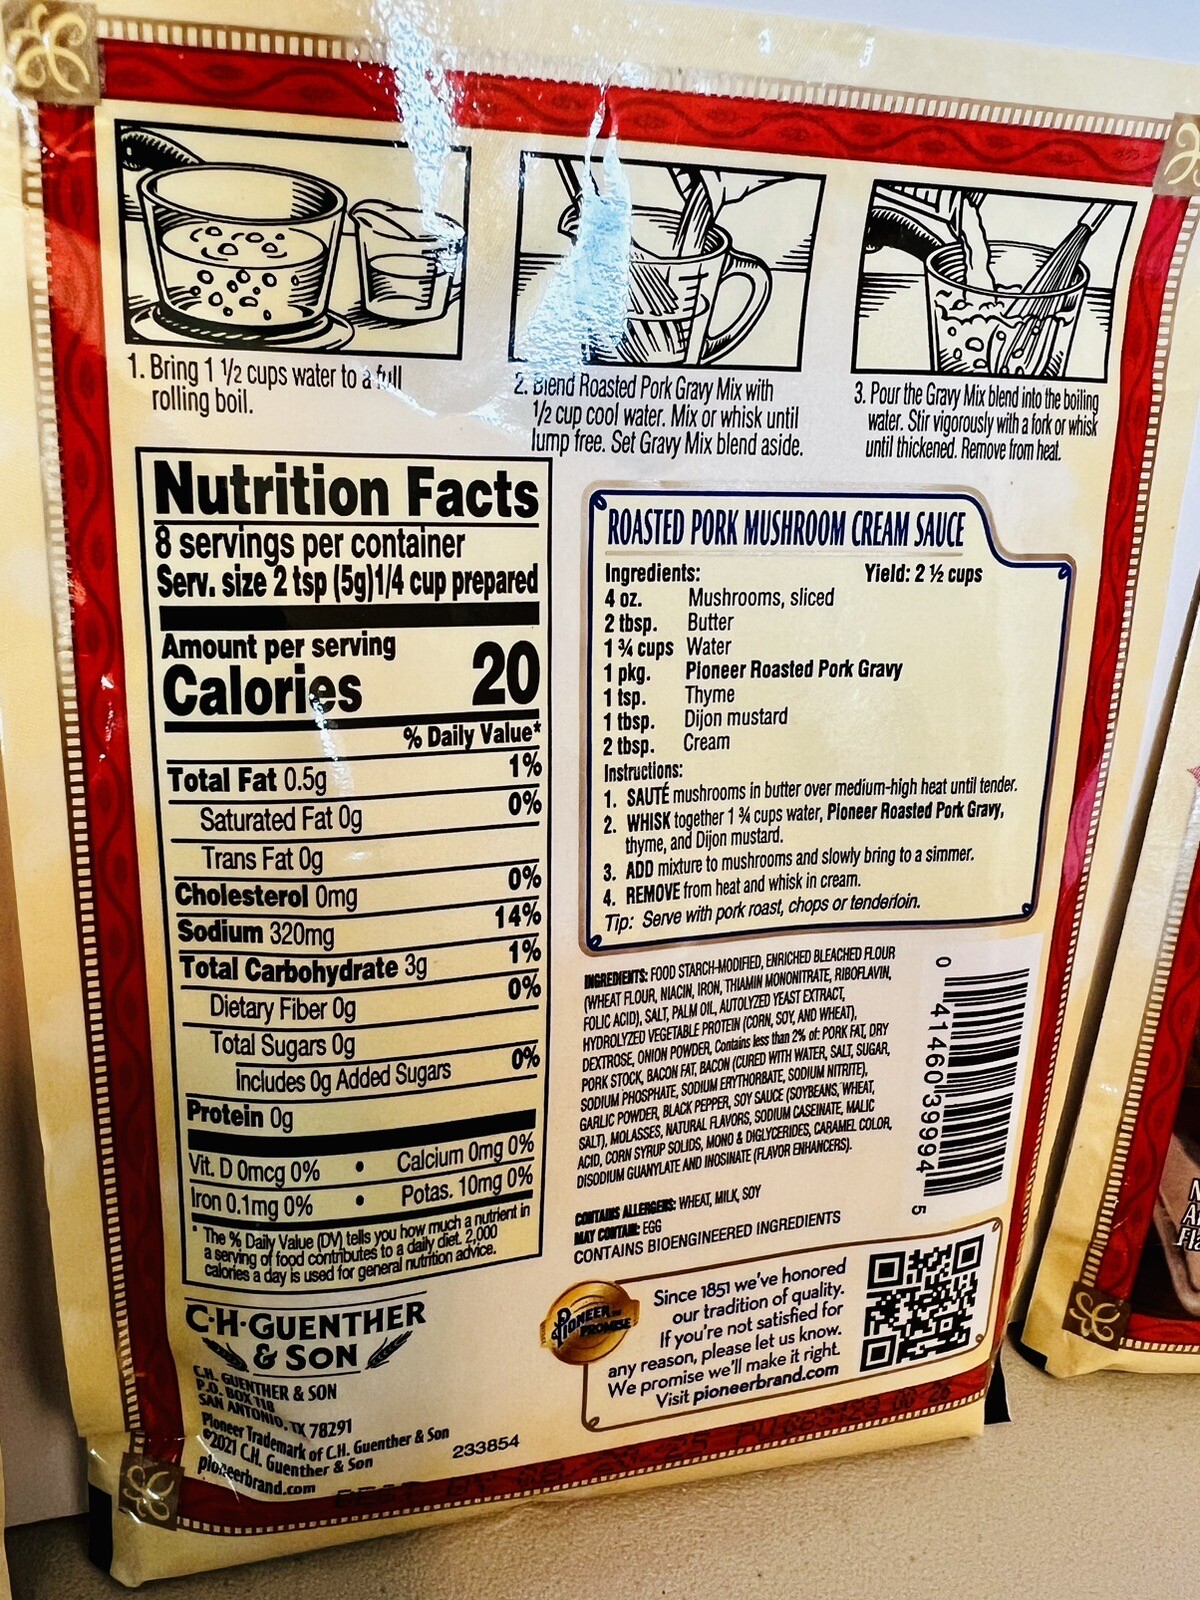 1. Bring 1 1/2 cups water to a full
rolling boil.
2. Blend Roasted Pork Gravy Mix with
1/2 cup cool water. Mix or whisk until
lump free. Set Gravy Mix blend aside.
3. Pour the Gravy Mix blend into the boiling
water. Stir vigorously with a fork or whisk
until thickened. Remove from heat.
Nutrition Facts
8 servings per container
Serv. size 2 tsp (5g)1/4 cup prepared
Amount per serving
Calories 20
% Daily Value*
Total Fat 0.5g 1%
Saturated Fat 0g 0%
Trans Fat 0g
Cholesterol 0mg 0%
Sodium 320mg 14%
Total Carbohydrate 3g 1%
Dietary Fiber 0g 0%
Total Sugars 0g
Includes 0g Added Sugars 0%
Protein 0g
Vit. D 0mcg 0% • Calcium 0mg 0%
Iron 0.1mg 0% • Potas. 10mg 0%
* The % Daily Value (DV) tells you how much a nutrient in
a serving of food contributes to a daily diet. 2,000
calories a day is used for general nutrition advice.
C·H·GUENTHER
& SON
C.H. GUENTHER & SON
P.O. BOX 118
SAN ANTONIO, TX 78291
Pioneer Trademark of C.H. Guenther & Son
©2021 C.H. Guenther & Son
pioneerbrand.com
233854
ROASTED PORK MUSHROOM CREAM SAUCE
Ingredients: Yield: 2 ½ cups
4 oz. Mushrooms, sliced
2 tbsp. Butter
1 ¾ cups Water
1 pkg. Pioneer Roasted Pork Gravy
1 tsp. Thyme
1 tbsp. Dijon mustard
2 tbsp. Cream
Instructions:
1. SAUTÉ mushrooms in butter over medium-high heat until tender.
2. WHISK together 1 ¾ cups water, Pioneer Roasted Pork Gravy,
thyme, and Dijon mustard.
3. ADD mixture to mushrooms and slowly bring to a simmer.
4. REMOVE from heat and whisk in cream.
Tip: Serve with pork roast, chops or tenderloin.
INGREDIENTS: FOOD STARCH-MODIFIED, ENRICHED BLEACHED FLOUR
(WHEAT FLOUR, NIACIN, IRON, THIAMIN MONONITRATE, RIBOFLAVIN,
FOLIC ACID), SALT, PALM OIL, AUTOLYZED YEAST EXTRACT,
HYDROLYZED VEGETABLE PROTEIN (CORN, SOY, AND WHEAT),
DEXTROSE, ONION POWDER, Contains less than 2% of: PORK FAT, DRY
PORK STOCK, BACON FAT, BACON (CURED WITH WATER, SALT, SUGAR,
SODIUM PHOSPHATE, SODIUM ERYTHORBATE, SODIUM NITRITE),
GARLIC POWDER, BLACK PEPPER, SOY SAUCE (SOYBEANS, WHEAT,
SALT), MOLASSES, NATURAL FLAVORS, SODIUM CASEINATE, MALIC
ACID, CORN SYRUP SOLIDS, MONO & DIGLYCERIDES, CARAMEL COLOR,
DISODIUM GUANYLATE AND INOSINATE (FLAVOR ENHANCERS).
CONTAINS ALLERGENS: WHEAT, MILK, SOY
MAY CONTAIN: EGG
CONTAINS BIOENGINEERED INGREDIENTS
0 41460 39994 5
PIONEER
PROMISE
Since 1851 we've honored
our tradition of quality.
If you're not satisfied for
any reason, please let us know.
We promise we'll make it right.
Visit pioneerbrand.com